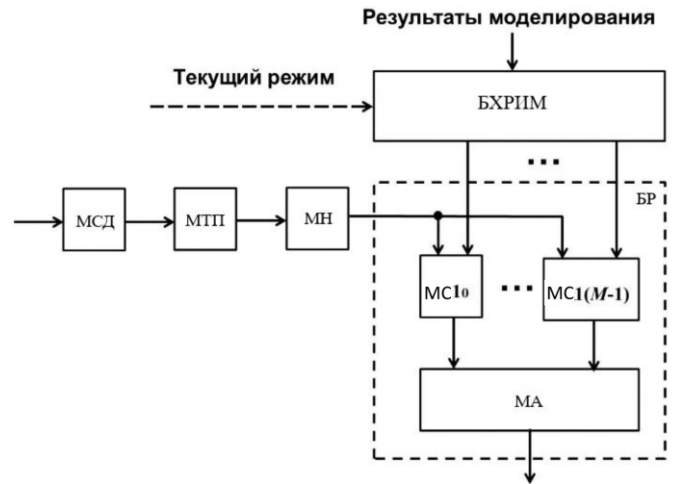 Результаты моделирования
Текущий режим
БХРИМ
...
БР
МСД
МТП
МН
МС1₀
...
МС1(M-1)
МА